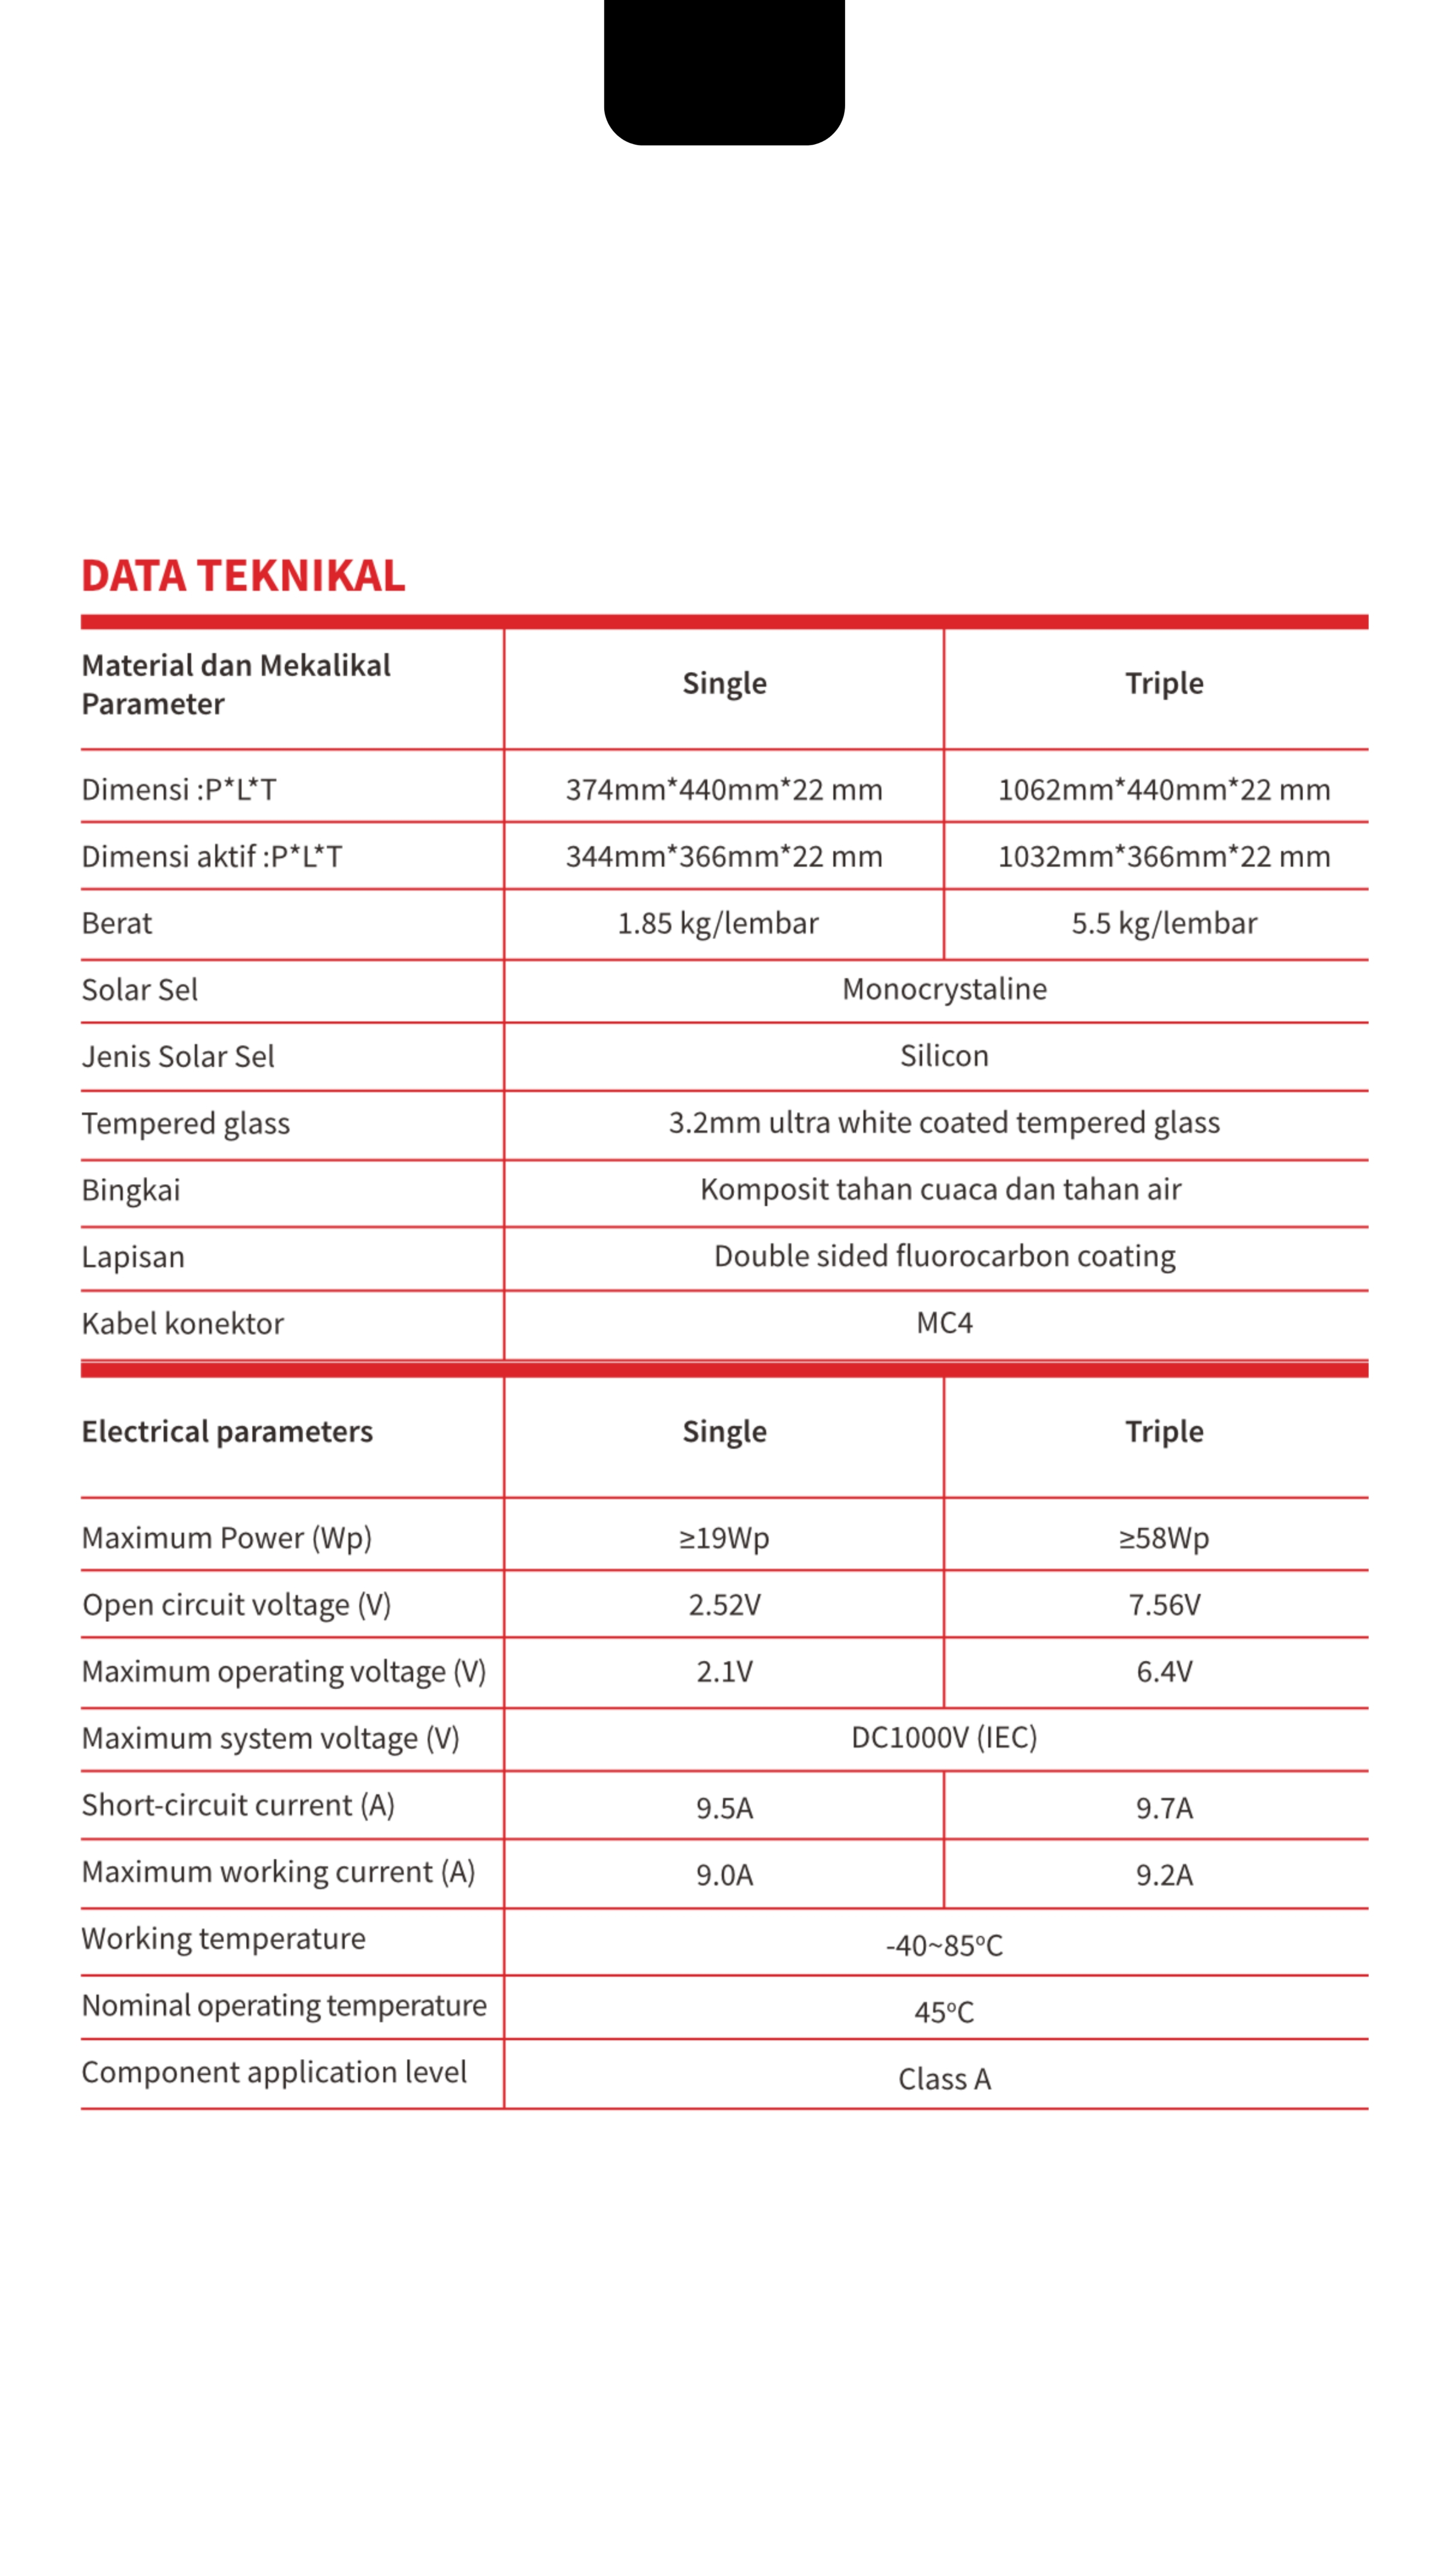 DATA TEKNIKAL
Material dan Mekalikal
Parameter
Single
Triple
Dimensi :P*L*T
374mm*440mm*22 mm
1062mm*440mm*22 mm
Dimensi aktif :P*L*T
344mm*366mm*22 mm
1032mm*366mm*22 mm
Berat
1.85 kg/lembar
5.5 kg/lembar
Solar Sel
Monocrystaline
Jenis Solar Sel
Silicon
Tempered glass
3.2mm ultra white coated tempered glass
Bingkai
Komposit tahan cuaca dan tahan air
Lapisan
Double sided fluorocarbon coating
Kabel konektor
MC4
Electrical parameters
Single
Triple
Maximum Power (Wp)
≥19Wp
≥58Wp
Open circuit voltage (V)
2.52V
7.56V
Maximum operating voltage (V)
2.1V
6.4V
Maximum system voltage (V)
DC1000V (IEC)
Short-circuit current (A)
9.5A
9.7A
Maximum working current (A)
9.0A
9.2A
Working temperature
-40~85ºC
Nominal operating temperature
45ºC
Component application level
Class A